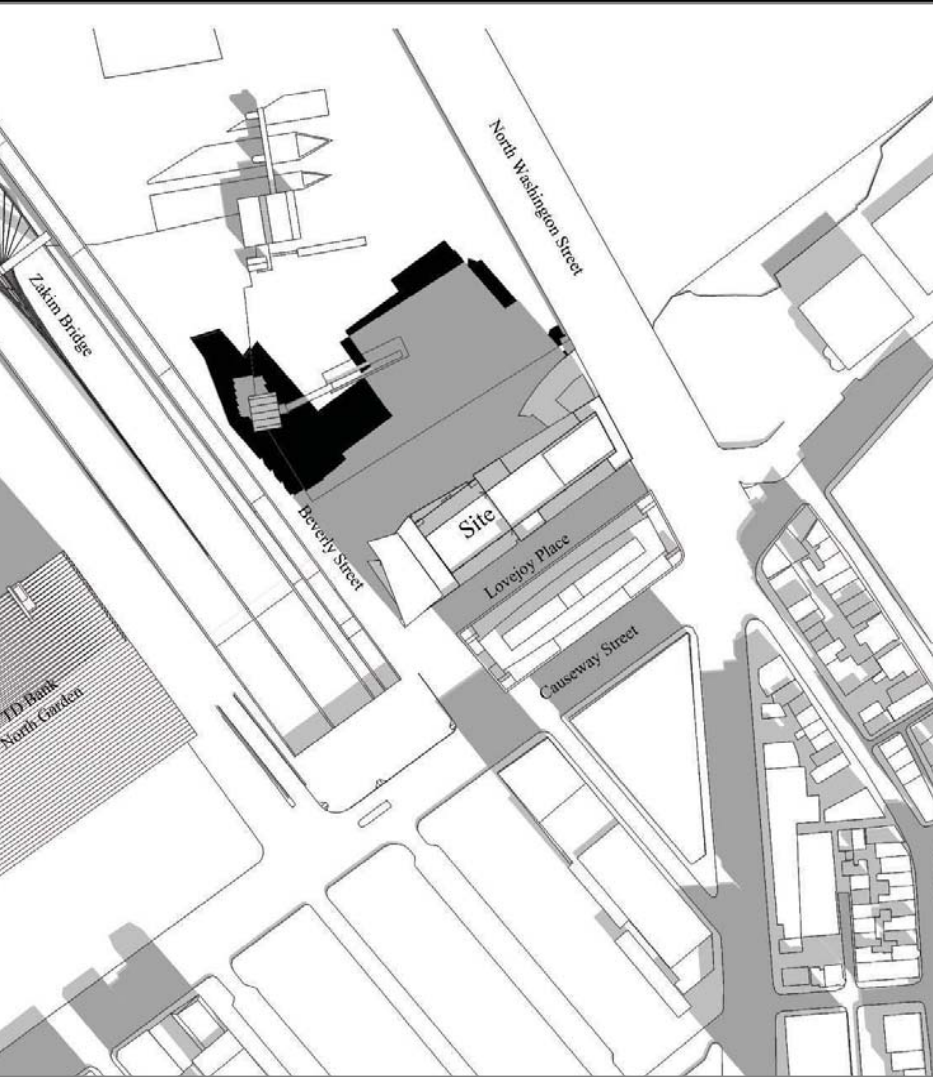 North Washington Street
Zakim Bridge
Site
Beverly Street
Lovejoy Place
Causeway Street
TD Bank
North Garden